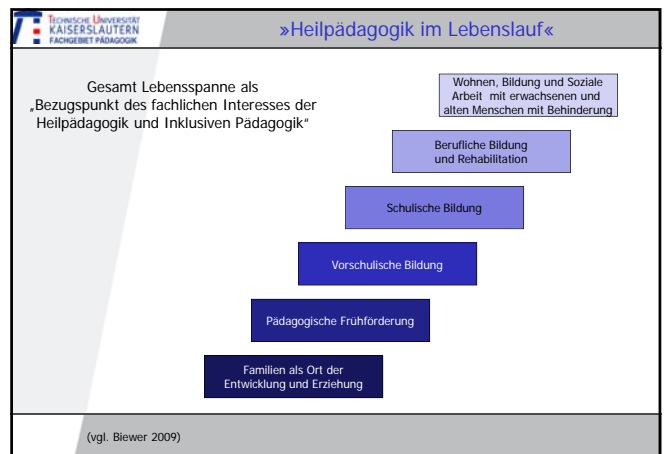 TECHNISCHE UNIVERSITÄT
KAISERSLAUTERN
FACHGEBIET PÄDAGOGIK
»Heilpädagogik im Lebenslauf«
Gesamt Lebensspanne als
„Bezugspunkt des fachlichen Interesses der
Heilpädagogik und Inklusiven Pädagogik“
Wohnen, Bildung und Soziale
Arbeit mit erwachsenen und
alten Menschen mit Behinderung
Berufliche Bildung
und Rehabilitation
Schulische Bildung
Vorschulische Bildung
Pädagogische Frühförderung
Familien als Ort der
Entwicklung und Erziehung
(vgl. Biewer 2009)